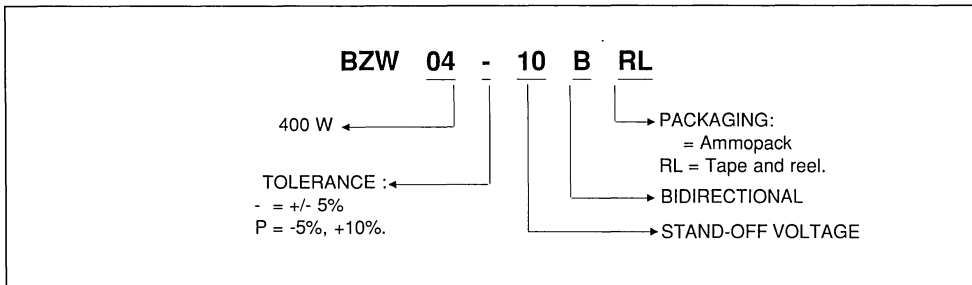 BZW 04 - 10 B RL
400 W
TOLERANCE :
- = +/- 5%
P = -5%, +10%.
PACKAGING:
= Ammopack
RL = Tape and reel.
BIDIRECTIONAL
STAND-OFF VOLTAGE